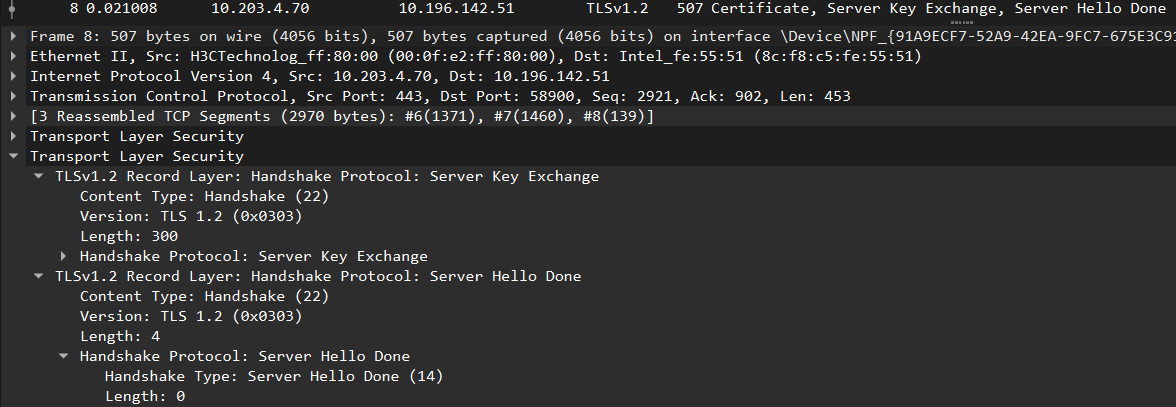 8 0.021008 10.203.4.70 10.196.142.51 TLSv1.2 507 Certificate, Server Key Exchange, Server Hello Done
Frame 8: 507 bytes on wire (4056 bits), 507 bytes captured (4056 bits) on interface \Device\NPF_{91A9ECF7-52A9-42EA-9FC7-675E3C91
Ethernet II, Src: H3CTechnolog_ff:80:00 (00:0f:e2:ff:80:00), Dst: Intel_fe:55:51 (8c:f8:c5:fe:55:51)
Internet Protocol Version 4, Src: 10.203.4.70, Dst: 10.196.142.51
Transmission Control Protocol, Src Port: 443, Dst Port: 58900, Seq: 2921, Ack: 902, Len: 453
[3 Reassembled TCP Segments (2970 bytes): #6(1371), #7(1460), #8(139)]
Transport Layer Security
Transport Layer Security
TLSv1.2 Record Layer: Handshake Protocol: Server Key Exchange
Content Type: Handshake (22)
Version: TLS 1.2 (0x0303)
Length: 300
Handshake Protocol: Server Key Exchange
TLSv1.2 Record Layer: Handshake Protocol: Server Hello Done
Content Type: Handshake (22)
Version: TLS 1.2 (0x0303)
Length: 4
Handshake Protocol: Server Hello Done
Handshake Type: Server Hello Done (14)
Length: 0